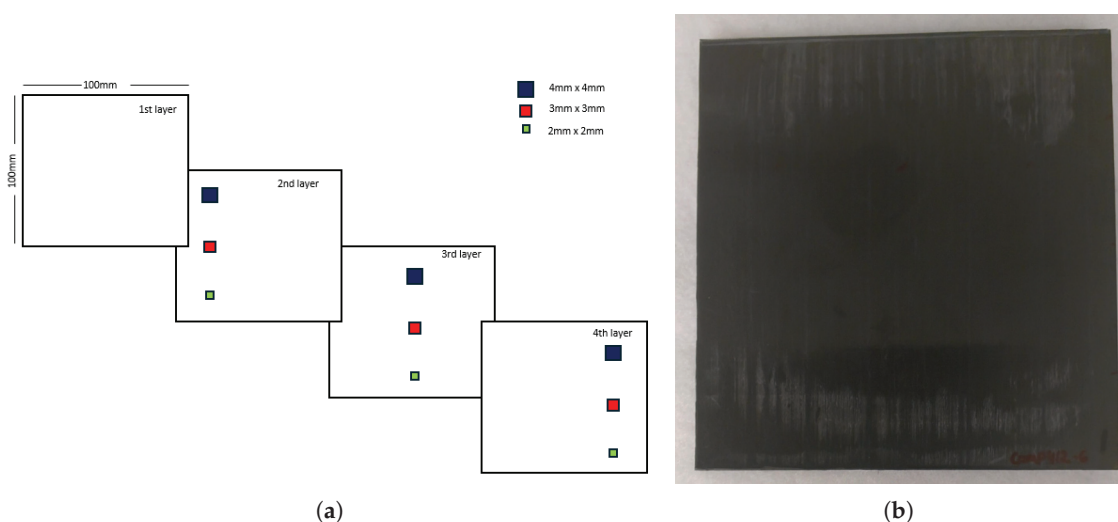 100mm
100mm
1st layer
2nd layer
3rd layer
4th layer
4mm x 4mm
3mm x 3mm
2mm x 2mm
(a)
(b)